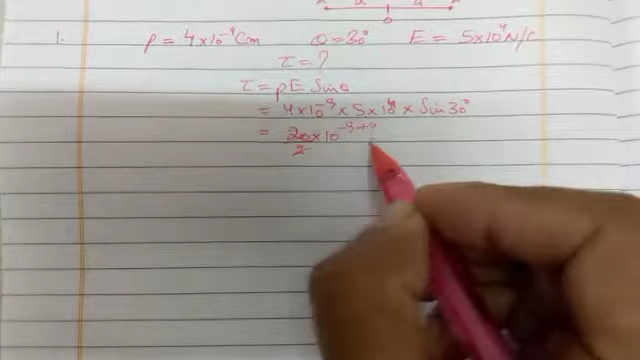 a a
o
1. p = 4×10⁻⁹ Cm θ = 30° E = 5×10⁴ N/C
τ = ?
τ = pE Sinθ
= 4×10⁻⁹ × 5×10⁴ × Sin 30°
= 20/2 ×10⁻⁹⁺⁴